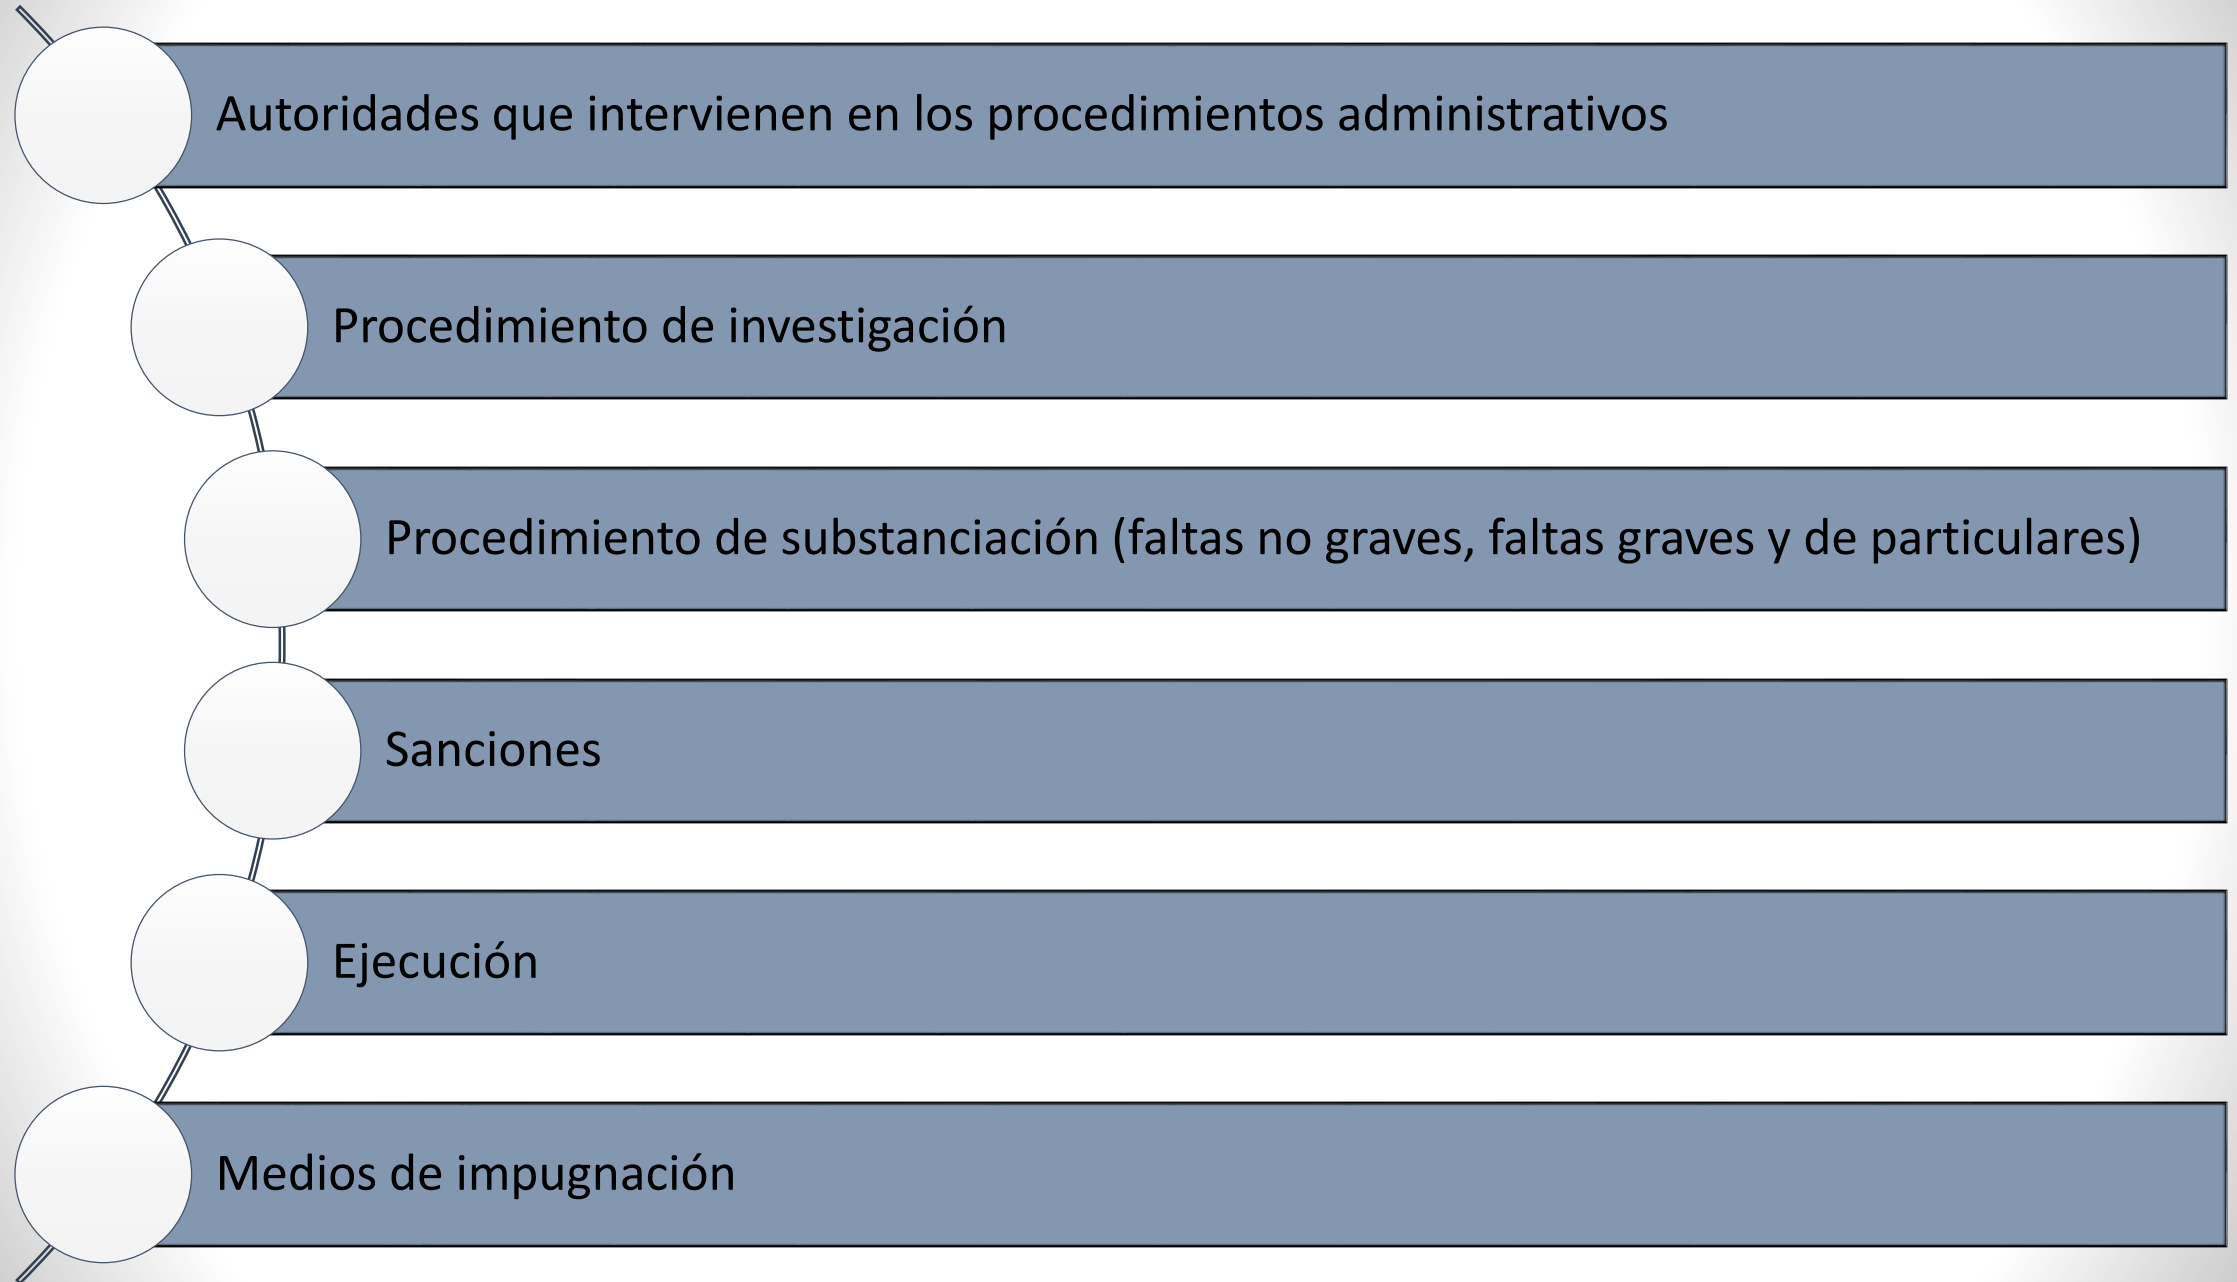 Autoridades que intervienen en los procedimientos administrativos
Procedimiento de investigación
Procedimiento de substanciación (faltas no graves, faltas graves y de particulares)
Sanciones
Ejecución
Medios de impugnación